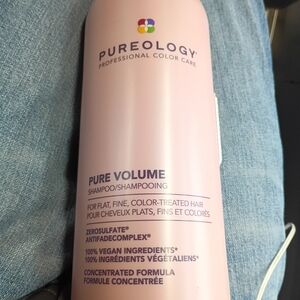 PUREOLOGY
PROFESSIONAL COLOR CARE
PURE VOLUME
SHAMPOO/SHAMPOOING
FOR FLAT, FINE, COLOR-TREATED HAIR
POUR CHEVEUX PLATS, FINS ET COLORÉS
ZEROSULFATE®
ANTIFADECOMPLEX®
100% VEGAN INGREDIENTS*
100% INGRÉDIENTS VÉGÉTALIENS*
CONCENTRATED FORMULA
FORMULE CONCENTRÉE